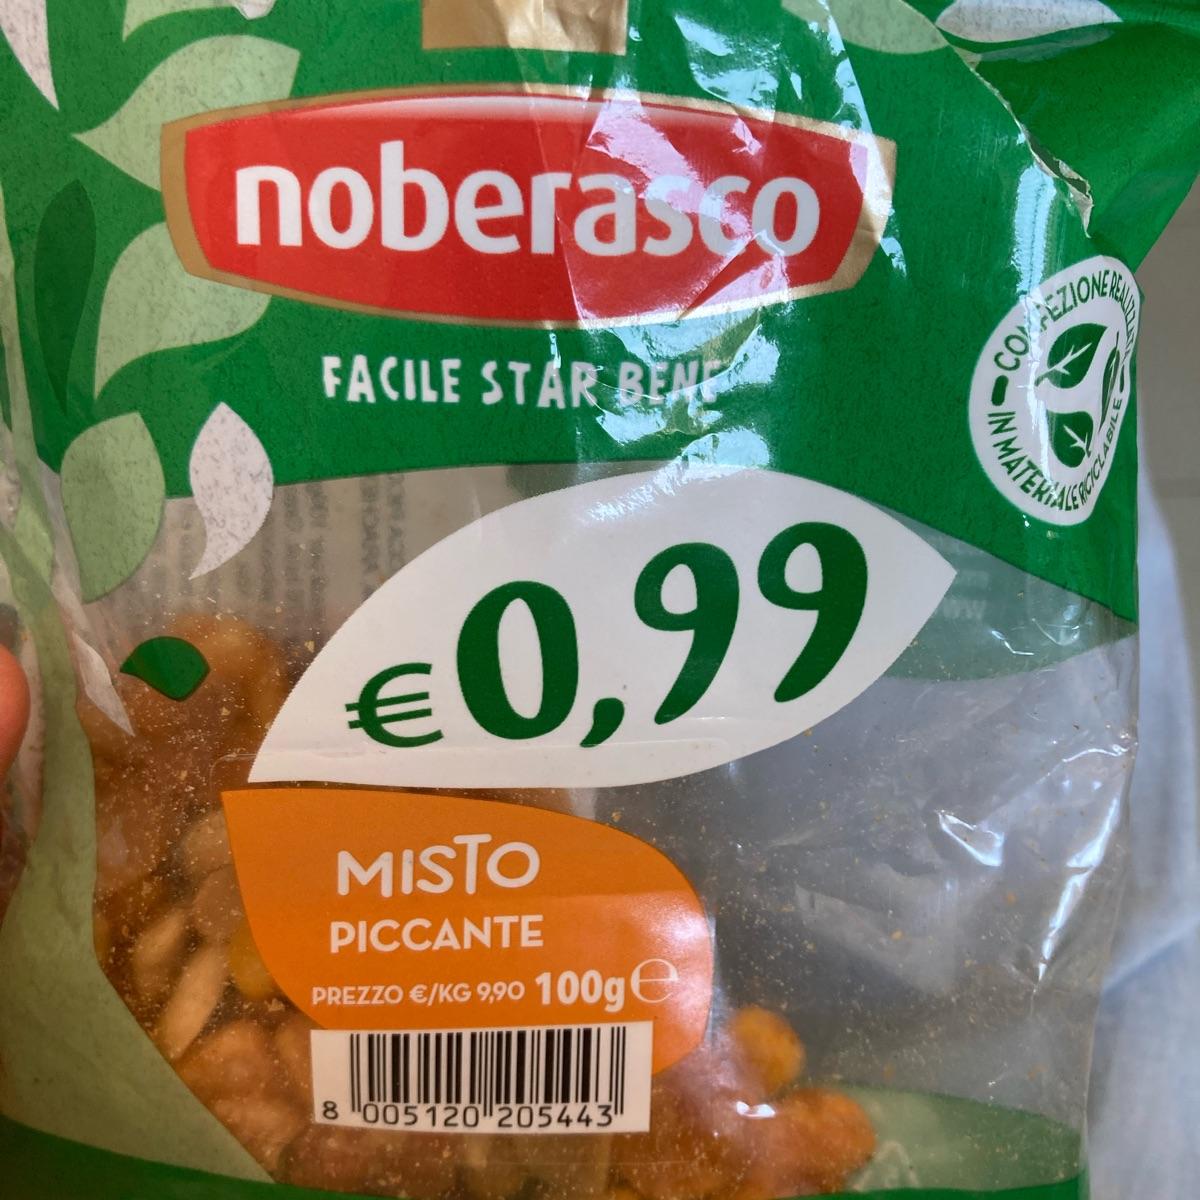 noberasco
FACILE STAR BENE
CONFEZIONE REALIZZATA
IN MATERIALE RICICLABILE
€0,99
MISTO
PICCANTE
PREZZO €/KG 9,90 100g℮
8 005120 205443